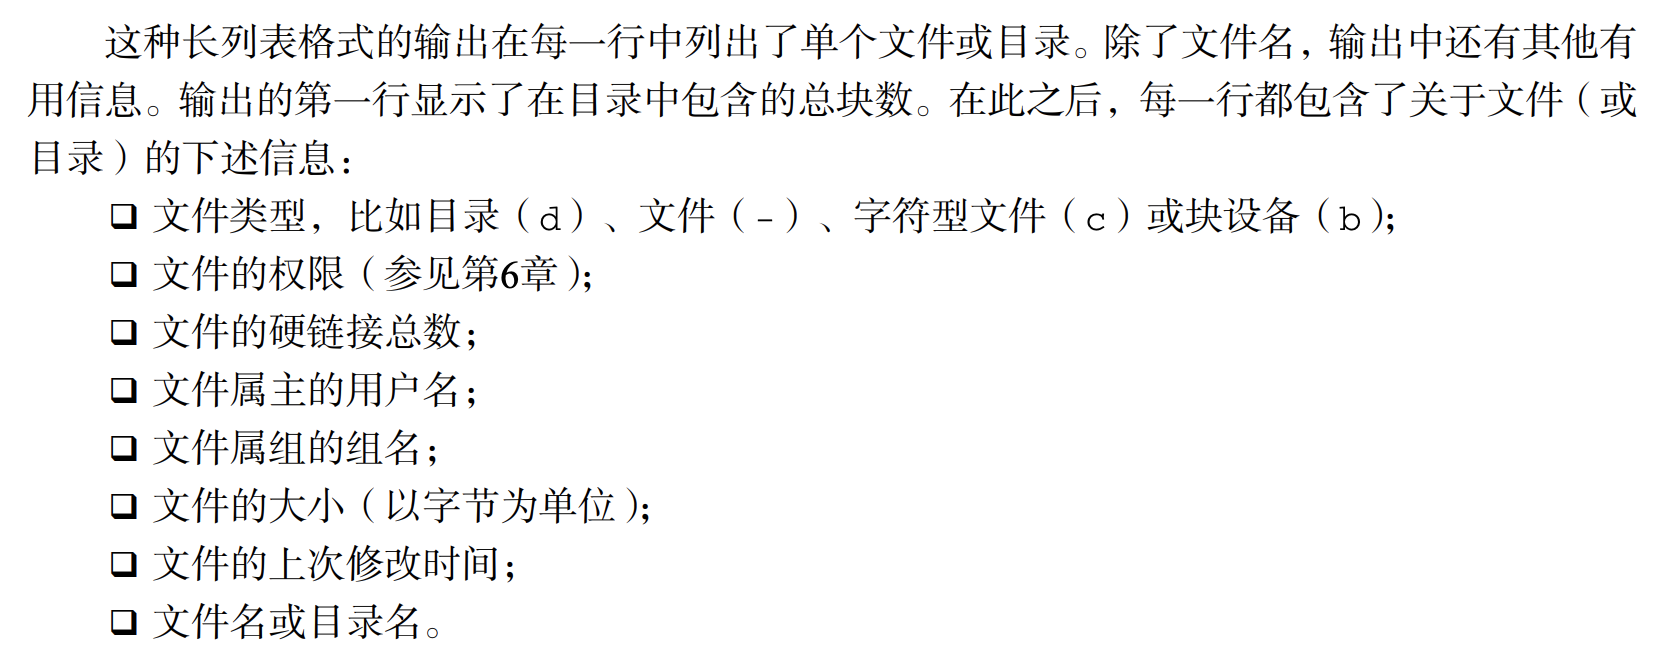 这种长列表格式的输出在每一行中列出了单个文件或目录。除了文件名，输出中还有其他有
用信息。输出的第一行显示了在目录中包含的总块数。在此之后，每一行都包含了关于文件（或
目录）的下述信息：
❑ 文件类型，比如目录（d）、文件（-）、字符型文件（c）或块设备（b）；
❑ 文件的权限（参见第6章）；
❑ 文件的硬链接总数；
❑ 文件属主的用户名；
❑ 文件属组的组名；
❑ 文件的大小（以字节为单位）；
❑ 文件的上次修改时间；
❑ 文件名或目录名。